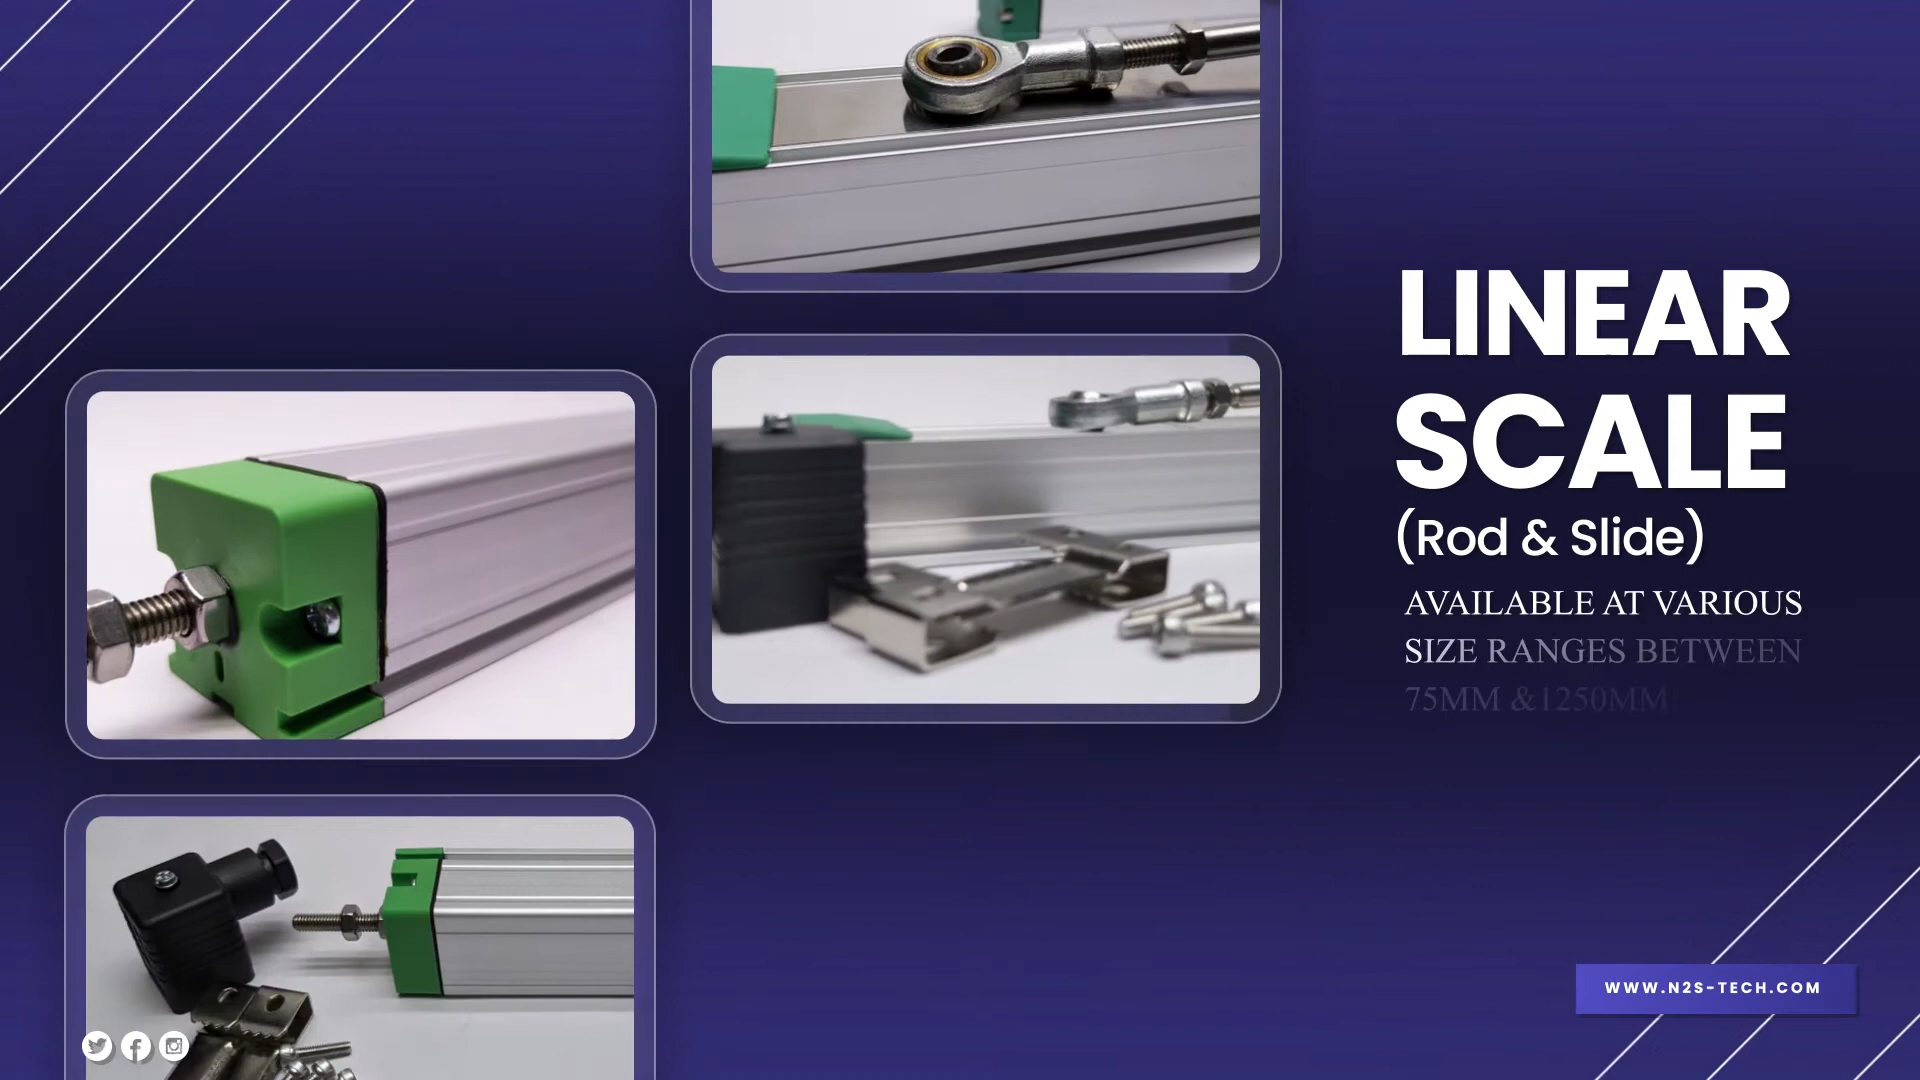 LINEAR
SCALE
(Rod & Slide)
AVAILABLE AT VARIOUS
SIZE RANGES BETWEEN
75MM &1250MM
WWW.N2S-TECH.COM